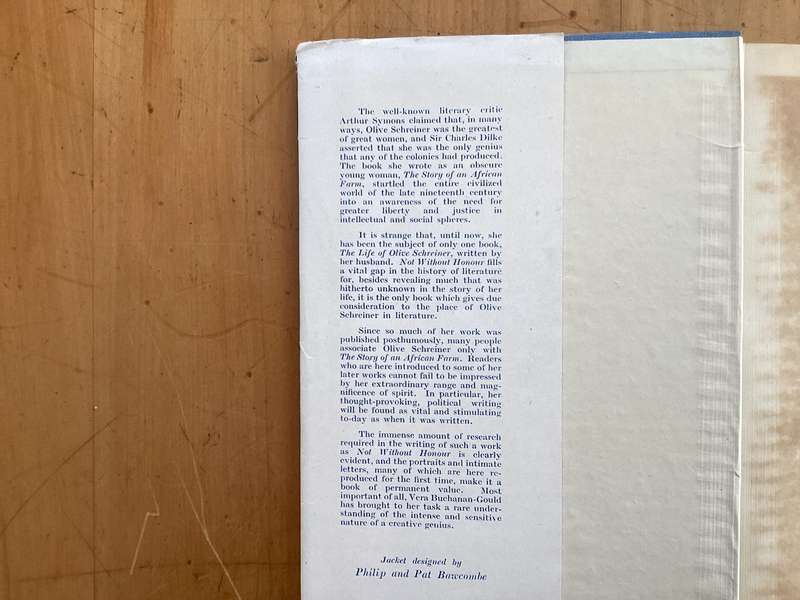 The well-known literary critic
Arthur Symons claimed that, in many
ways, Olive Schreiner was the greatest
of great women, and Sir Charles Dilke
asserted that she was the only genius
that any of the colonies had produced.
The book she wrote as an obscure
young woman, The Story of an African
Farm, startled the entire civilized
world of the late nineteenth century
into an awareness of the need for
greater liberty and justice in
intellectual and social spheres.
It is strange that, until now, she
has been the subject of only one book,
The Life of Olive Schreiner, written by
her husband. Not Without Honour fills
a vital gap in the history of literature
for, besides revealing much that was
hitherto unknown in the story of her
life, it is the only book which gives due
consideration to the place of Olive
Schreiner in literature.
Since so much of her work was
published posthumously, many people
associate Olive Schreiner only with
The Story of an African Farm. Readers
who are here introduced to some of her
later works cannot fail to be impressed
by her extraordinary range and mag-
nificence of spirit. In particular, her
thought-provoking, political writing
will be found as vital and stimulating
to-day as when it was written.
The immense amount of research
required in the writing of such a work
as Not Without Honour is clearly
evident, and the portraits and intimate
letters, many of which are here re-
produced for the first time, make it a
book of permanent value. Most
important of all, Vera Buchanan-Gould
has brought to her task a rare under-
standing of the intense and sensitive
nature of a creative genius.
Jacket designed by
Philip and Pat Bawcombe